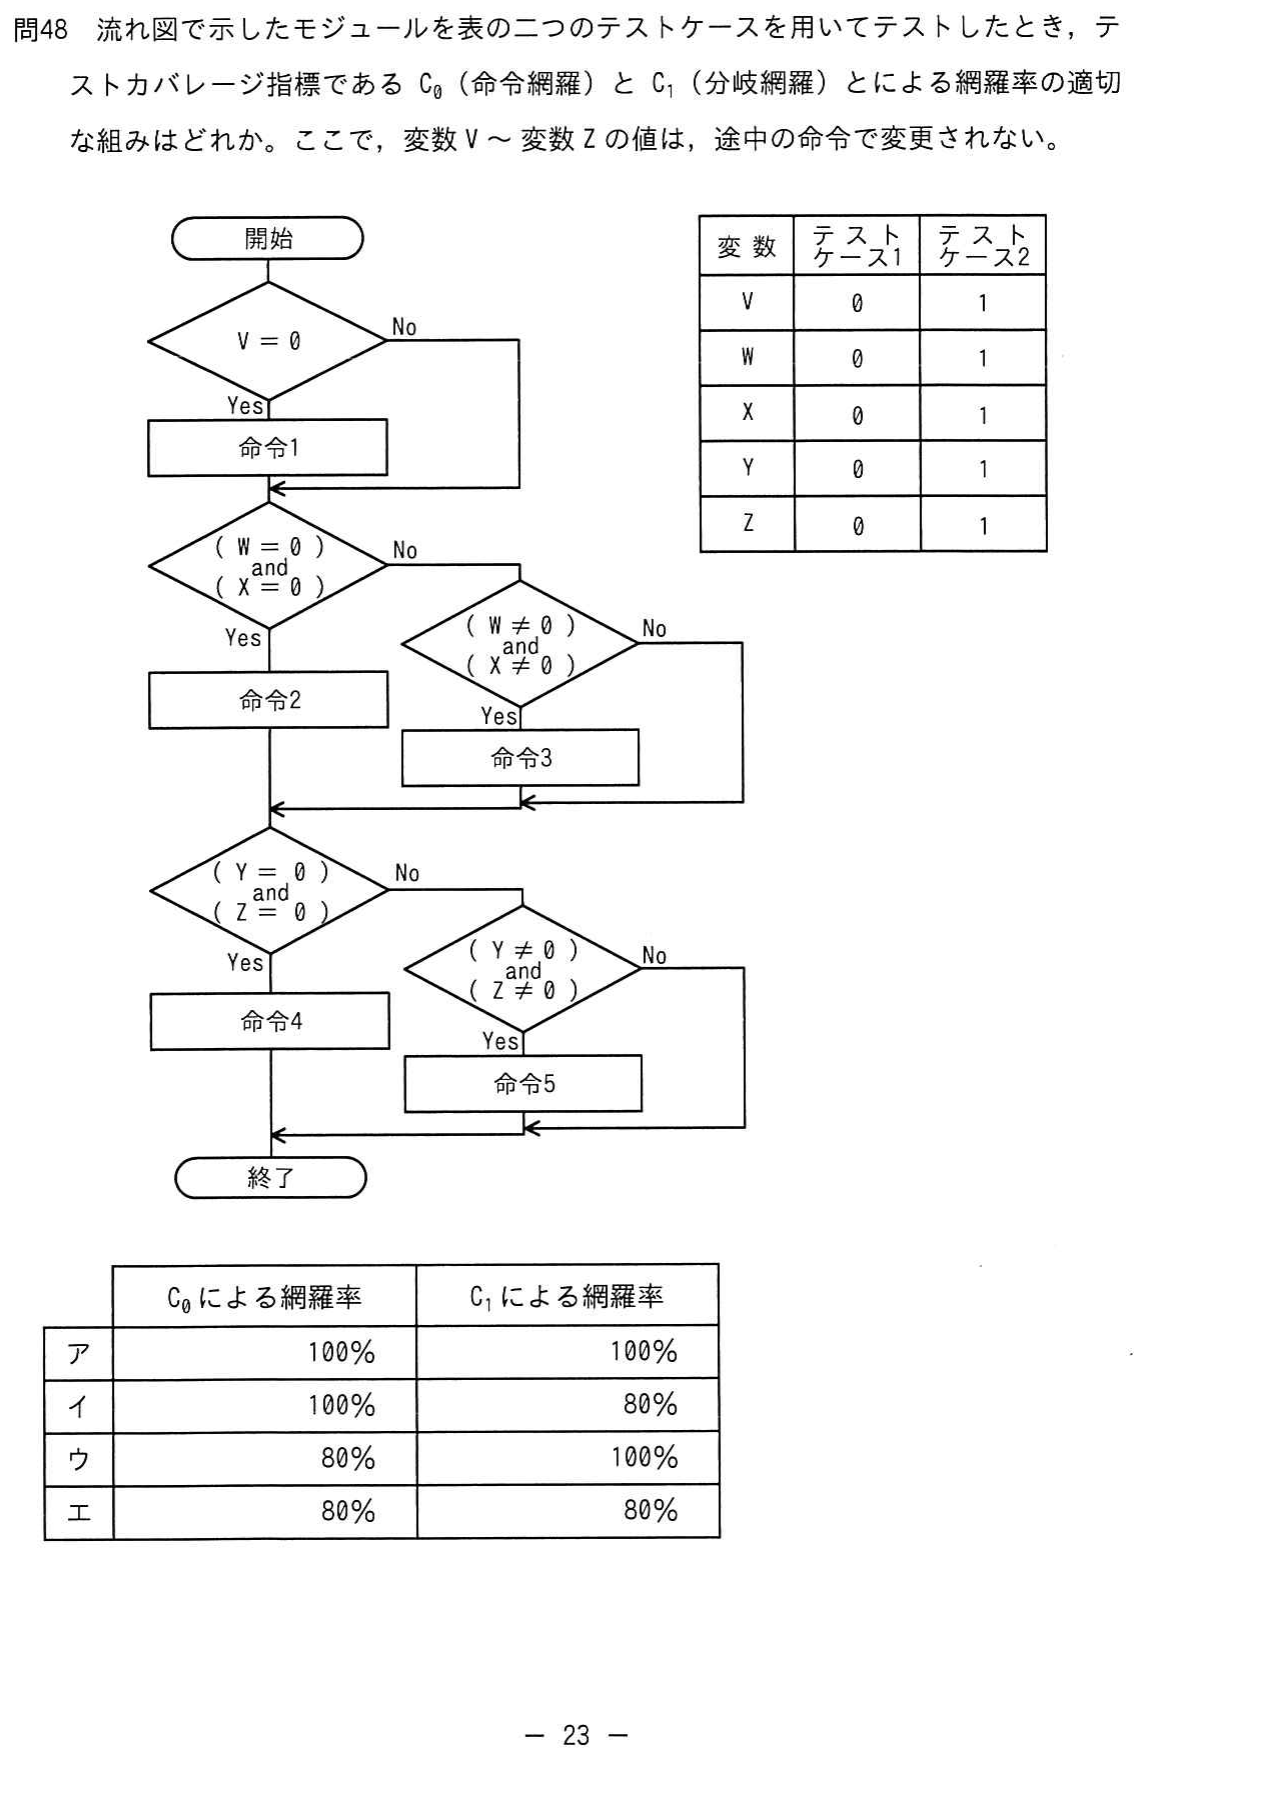 問48　流れ図で示したモジュールを表の二つのテストケースを用いてテストしたとき，テ
ストカバレージ指標である C₀（命令網羅）と C₁（分岐網羅）とによる網羅率の適切
な組みはどれか。ここで，変数 V ～ 変数 Z の値は，途中の命令で変更されない。
開始
V ＝ 0
No
Yes
命令1
( W ＝ 0 )
and
( X ＝ 0 )
No
Yes
命令2
( W ≠ 0 )
and
( X ≠ 0 )
No
Yes
命令3
( Y ＝ 0 )
and
( Z ＝ 0 )
No
Yes
命令4
( Y ≠ 0 )
and
( Z ≠ 0 )
No
Yes
命令5
終了
変 数 テスト ケース1 テスト ケース2
V 0 1
W 0 1
X 0 1
Y 0 1
Z 0 1
C₀による網羅率 C₁による網羅率
ア 100% 100%
イ 100% 80%
ウ 80% 100%
エ 80% 80%
－ 23 －